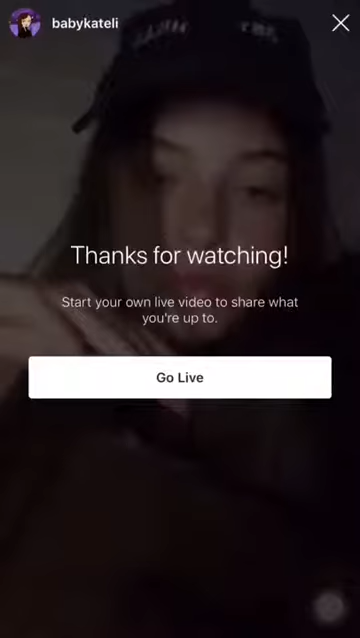 babykateli
Thanks for watching!
Start your own live video to share what
you're up to.
Go Live